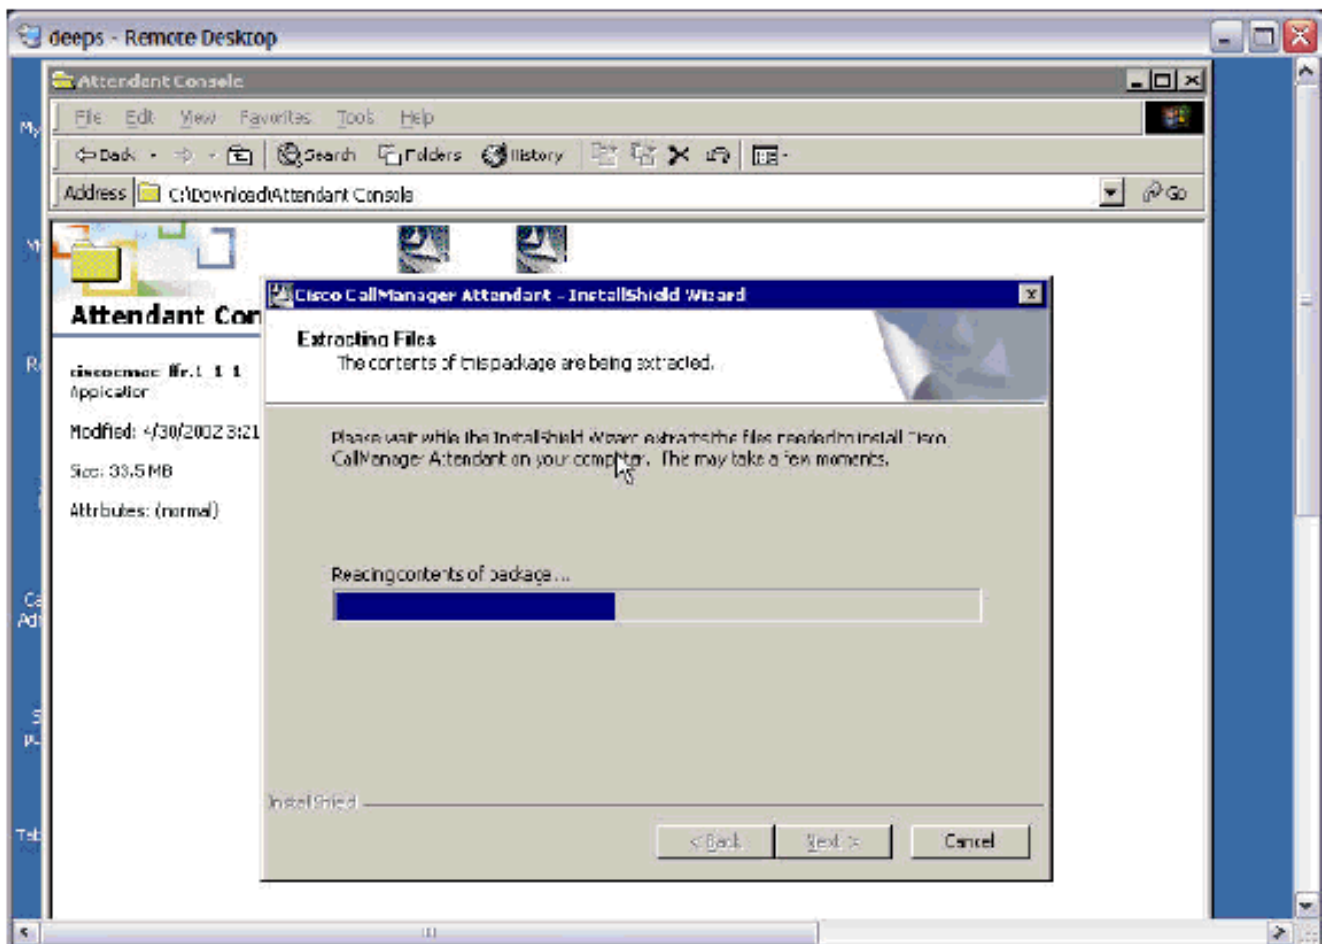 deeps - Remote Desktop
Attendant Console
File Edit View Favorites Tools Help
Back
Search Folders History
Address C:\Download\Attendant Console Go
My
Cisco CallManager Attendant - InstallShield Wizard
Attendant Con
Extracting Files
The contents of this package are being extracted.
Application
Modified: 4/30/2002 3:21
Size: 33.5 MB
Attributes: (normal)
Please wait while the InstallShield Wizard extracts the files needed to install Cisco
CallManager Attendant on your computer. This may take a few moments.
Reading contents of package...
InstallShield
< Back Next > Cancel